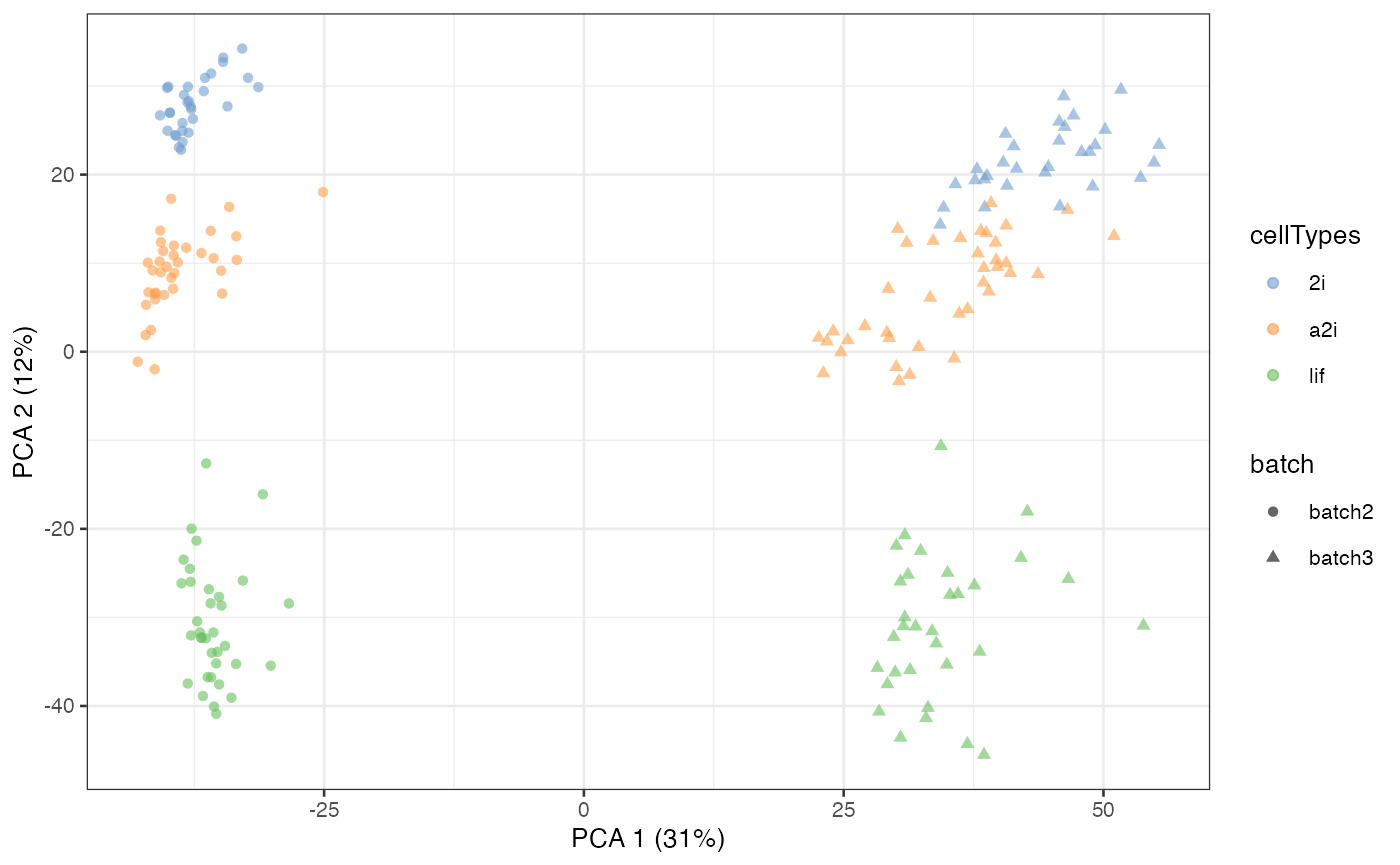 20
0
-20
-40
PCA 2 (12%)
-25
0
25
50
PCA 1 (31%)
cellTypes
2i
a2i
lif
batch
batch2
batch3